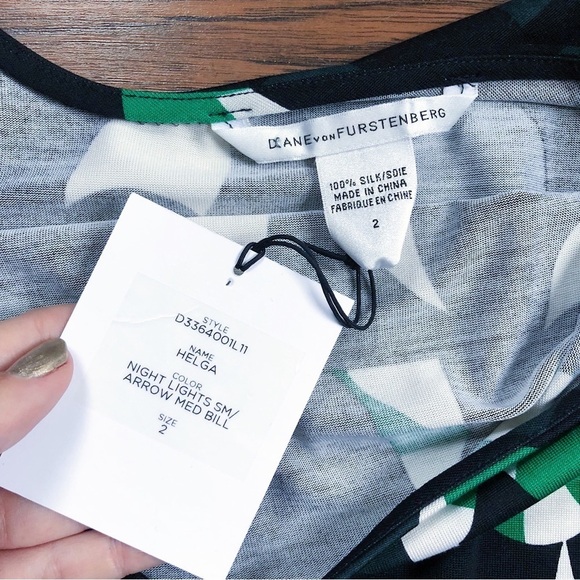 DIANE VON FURSTENBERG
100% SILK/SOIE
MADE IN CHINA
FABRIQUE EN CHINE
2
STYLE
D3364001L11
NAME
HELGA
COLOR
NIGHT LIGHTS SM/
ARROW MED BILL
SIZE
2